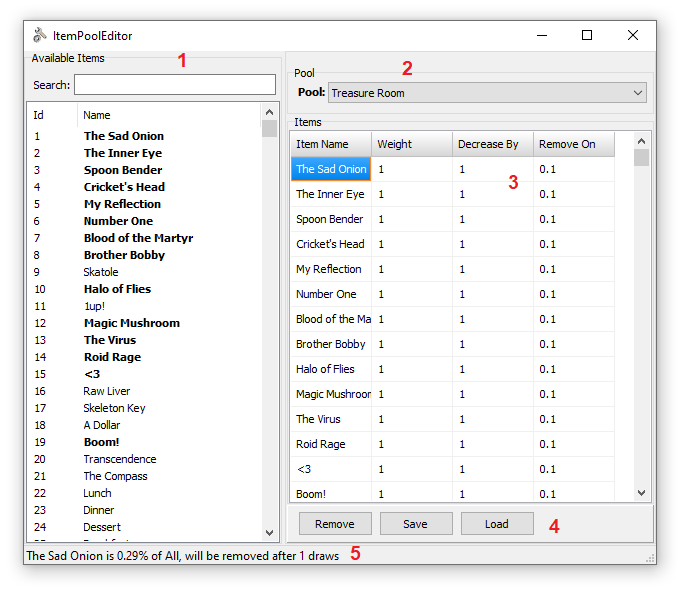 ItemPoolEditor
Available Items
1
Search:
Id Name
1 The Sad Onion
2 The Inner Eye
3 Spoon Bender
4 Cricket's Head
5 My Reflection
6 Number One
7 Blood of the Martyr
8 Brother Bobby
9 Skatole
10 Halo of Flies
11 1up!
12 Magic Mushroom
13 The Virus
14 Roid Rage
15 <3
16 Raw Liver
17 Skeleton Key
18 A Dollar
19 Boom!
20 Transcendence
21 The Compass
22 Lunch
23 Dinner
24 Dessert
2
Pool
Pool: Treasure Room
Items
Item Name Weight Decrease By Remove On
The Sad Onion 1 1 0.1
3
The Inner Eye 1 1 0.1
Spoon Bender 1 1 0.1
Cricket's Head 1 1 0.1
My Reflection 1 1 0.1
Number One 1 1 0.1
Blood of the Ma 1 1 0.1
Brother Bobby 1 1 0.1
Halo of Flies 1 1 0.1
Magic Mushroor 1 1 0.1
The Virus 1 1 0.1
Roid Rage 1 1 0.1
<3 1 1 0.1
Boom! 1 1 0.1
Remove Save Load 4
The Sad Onion is 0.29% of All, will be removed after 1 draws 5